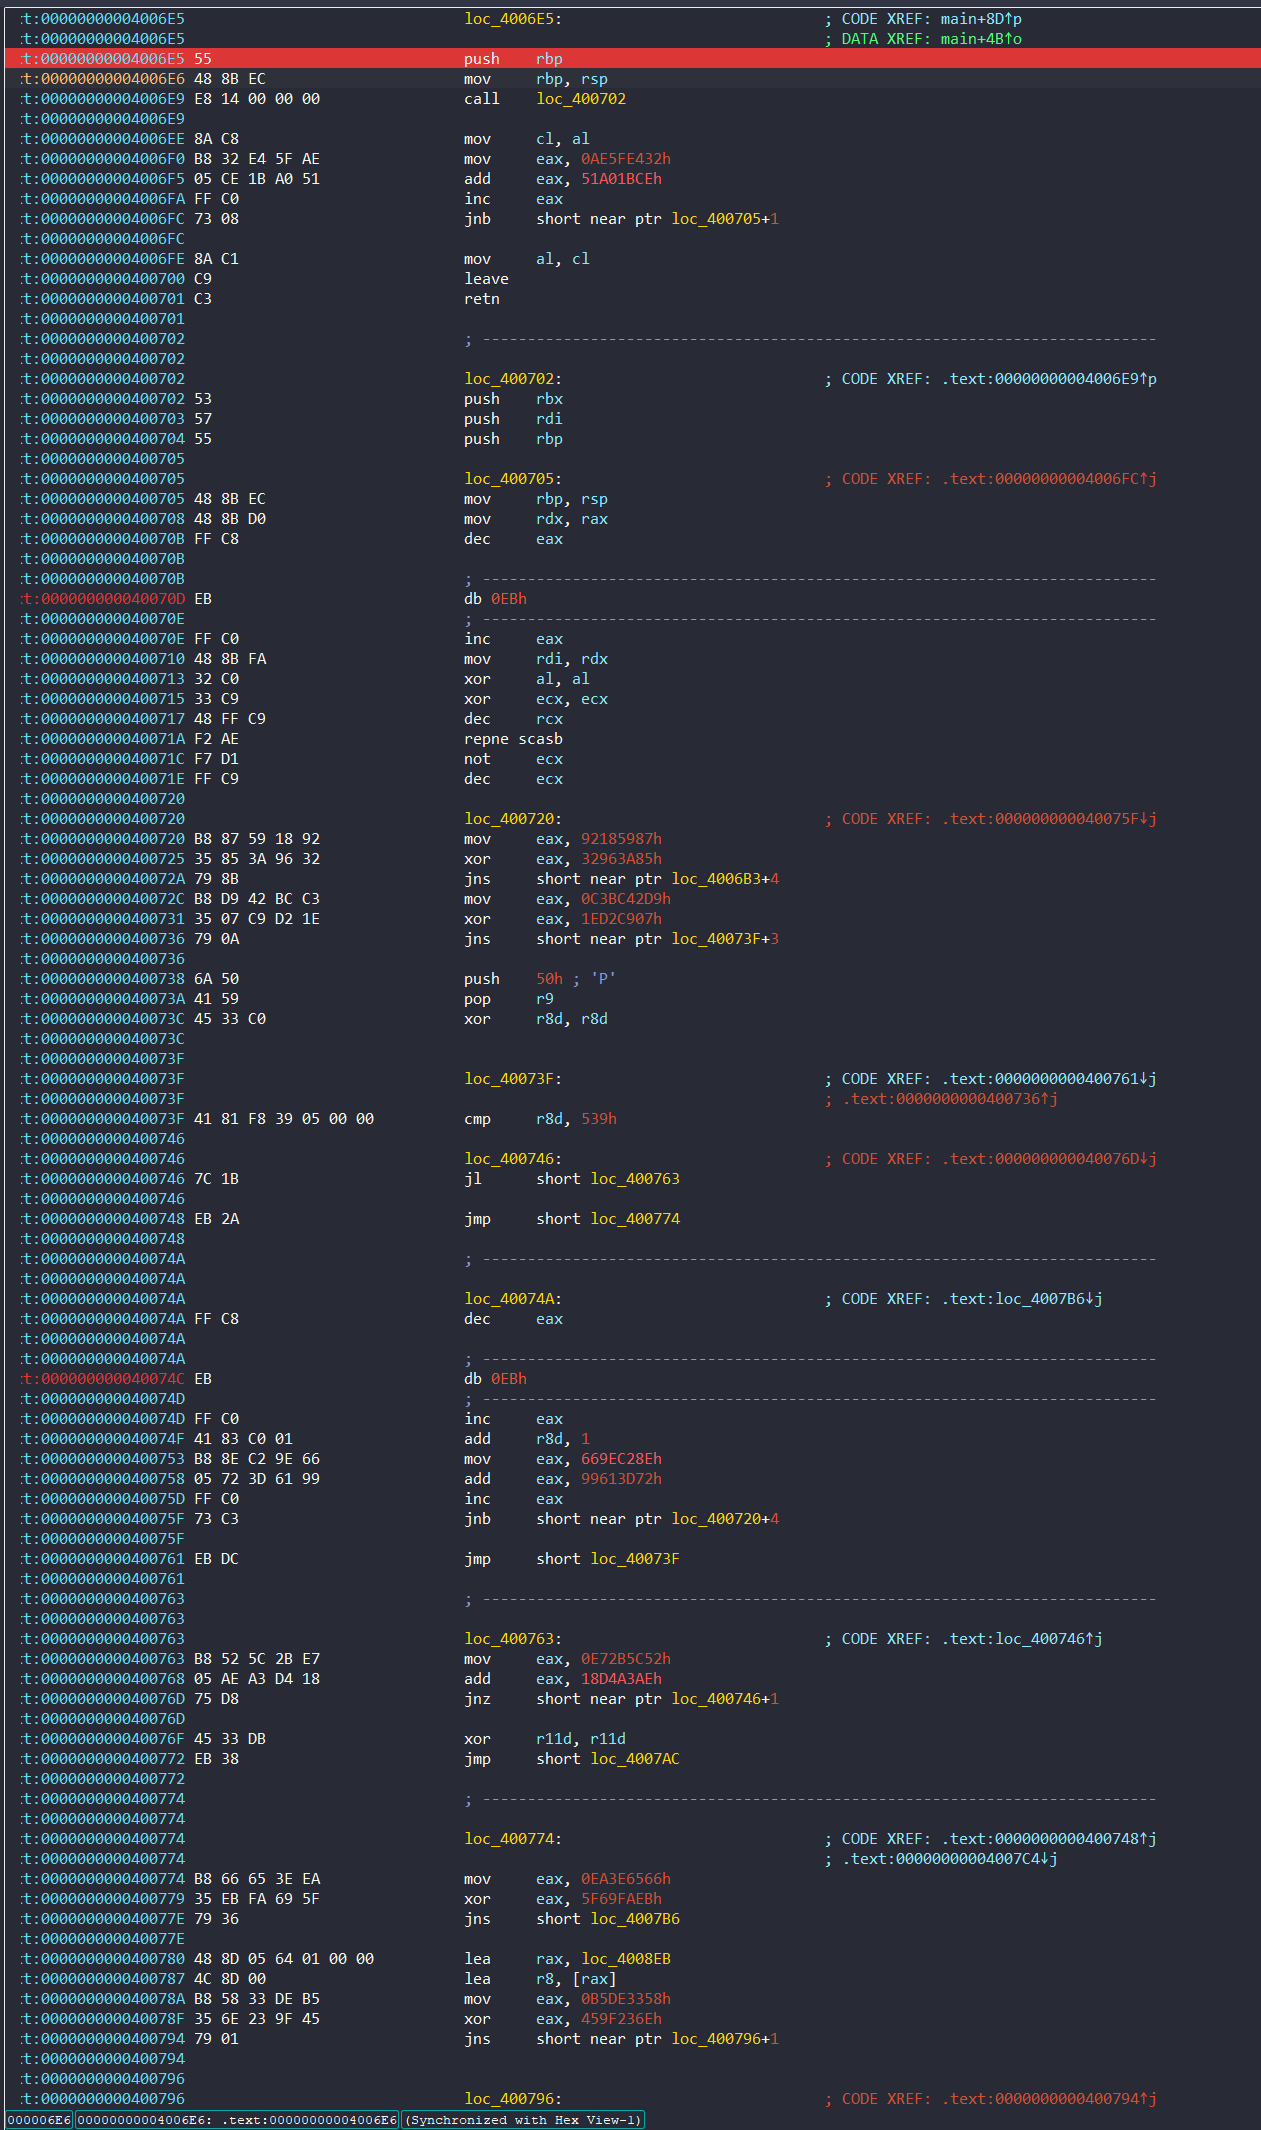 :t:00000000004006E5 loc_4006E5: ; CODE XREF: main+8D↑p
:t:00000000004006E5 ; DATA XREF: main+4B↑o
:t:00000000004006E5 55 push rbp
:t:00000000004006E6 48 8B EC mov rbp, rsp
:t:00000000004006E9 E8 14 00 00 00 call loc_400702
:t:00000000004006E9
:t:00000000004006EE 8A C8 mov cl, al
:t:00000000004006F0 B8 32 E4 5F AE mov eax, 0AE5FE432h
:t:00000000004006F5 05 CE 1B A0 51 add eax, 51A01BCEh
:t:00000000004006FA FF C0 inc eax
:t:00000000004006FC 73 08 jnb short near ptr loc_400705+1
:t:00000000004006FC
:t:00000000004006FE 8A C1 mov al, cl
:t:0000000000400700 C9 leave
:t:0000000000400701 C3 retn
:t:0000000000400701
:t:0000000000400702 ; ---------------------------------------------------------------------------
:t:0000000000400702
:t:0000000000400702 loc_400702: ; CODE XREF: .text:00000000004006E9↑p
:t:0000000000400702 53 push rbx
:t:0000000000400703 57 push rdi
:t:0000000000400704 55 push rbp
:t:0000000000400705
:t:0000000000400705 loc_400705: ; CODE XREF: .text:00000000004006FC↑j
:t:0000000000400705 48 8B EC mov rbp, rsp
:t:0000000000400708 48 8B D0 mov rdx, rax
:t:000000000040070B FF C8 dec eax
:t:000000000040070B
:t:000000000040070B ; ---------------------------------------------------------------------------
:t:000000000040070D EB db 0EBh
:t:000000000040070E ; ---------------------------------------------------------------------------
:t:000000000040070E FF C0 inc eax
:t:0000000000400710 48 8B FA mov rdi, rdx
:t:0000000000400713 32 C0 xor al, al
:t:0000000000400715 33 C9 xor ecx, ecx
:t:0000000000400717 48 FF C9 dec rcx
:t:000000000040071A F2 AE repne scasb
:t:000000000040071C F7 D1 not ecx
:t:000000000040071E FF C9 dec ecx
:t:0000000000400720
:t:0000000000400720 loc_400720: ; CODE XREF: .text:000000000040075F↓j
:t:0000000000400720 B8 87 59 18 92 mov eax, 92185987h
:t:0000000000400725 35 85 3A 96 32 xor eax, 32963A85h
:t:000000000040072A 79 8B jns short near ptr loc_4006B3+4
:t:000000000040072C B8 D9 42 BC C3 mov eax, 0C3BC42D9h
:t:0000000000400731 35 07 C9 D2 1E xor eax, 1ED2C907h
:t:0000000000400736 79 0A jns short near ptr loc_40073F+3
:t:0000000000400736
:t:0000000000400738 6A 50 push 50h ; 'P'
:t:000000000040073A 41 59 pop r9
:t:000000000040073C 45 33 C0 xor r8d, r8d
:t:000000000040073C
:t:000000000040073F
:t:000000000040073F loc_40073F: ; CODE XREF: .text:0000000000400761↓j
:t:000000000040073F ; .text:0000000000400736↑j
:t:000000000040073F 41 81 F8 39 05 00 00 cmp r8d, 539h
:t:0000000000400746
:t:0000000000400746 loc_400746: ; CODE XREF: .text:000000000040076D↓j
:t:0000000000400746 7C 1B jl short loc_400763
:t:0000000000400746
:t:0000000000400748 EB 2A jmp short loc_400774
:t:0000000000400748
:t:000000000040074A ; ---------------------------------------------------------------------------
:t:000000000040074A
:t:000000000040074A loc_40074A: ; CODE XREF: .text:loc_4007B6↓j
:t:000000000040074A FF C8 dec eax
:t:000000000040074A
:t:000000000040074A ; ---------------------------------------------------------------------------
:t:000000000040074C EB db 0EBh
:t:000000000040074D ; ---------------------------------------------------------------------------
:t:000000000040074D FF C0 inc eax
:t:000000000040074F 41 83 C0 01 add r8d, 1
:t:0000000000400753 B8 8E C2 9E 66 mov eax, 669EC28Eh
:t:0000000000400758 05 72 3D 61 99 add eax, 99613D72h
:t:000000000040075D FF C0 inc eax
:t:000000000040075F 73 C3 jnb short near ptr loc_400720+4
:t:000000000040075F
:t:0000000000400761 EB DC jmp short loc_40073F
:t:0000000000400761
:t:0000000000400763 ; ---------------------------------------------------------------------------
:t:0000000000400763
:t:0000000000400763 loc_400763: ; CODE XREF: .text:loc_400746↑j
:t:0000000000400763 B8 52 5C 2B E7 mov eax, 0E72B5C52h
:t:0000000000400768 05 AE A3 D4 18 add eax, 18D4A3AEh
:t:000000000040076D 75 D8 jnz short near ptr loc_400746+1
:t:000000000040076D
:t:000000000040076F 45 33 DB xor r11d, r11d
:t:0000000000400772 EB 38 jmp short loc_4007AC
:t:0000000000400772
:t:0000000000400774 ; ---------------------------------------------------------------------------
:t:0000000000400774
:t:0000000000400774 loc_400774: ; CODE XREF: .text:0000000000400748↑j
:t:0000000000400774 ; .text:00000000004007C4↓j
:t:0000000000400774 B8 66 65 3E EA mov eax, 0EA3E6566h
:t:0000000000400779 35 EB FA 69 5F xor eax, 5F69FAEBh
:t:000000000040077E 79 36 jns short loc_4007B6
:t:000000000040077E
:t:0000000000400780 48 8D 05 64 01 00 00 lea rax, loc_4008EB
:t:0000000000400787 4C 8D 00 lea r8, [rax]
:t:000000000040078A B8 58 33 DE B5 mov eax, 0B5DE3358h
:t:000000000040078F 35 6E 23 9F 45 xor eax, 459F236Eh
:t:0000000000400794 79 01 jns short near ptr loc_400796+1
:t:0000000000400794
:t:0000000000400796
:t:0000000000400796 loc_400796: ; CODE XREF: .text:0000000000400794↑j
000006E6 00000000004006E6: .text:00000000004006E6 (Synchronized with Hex View-1)